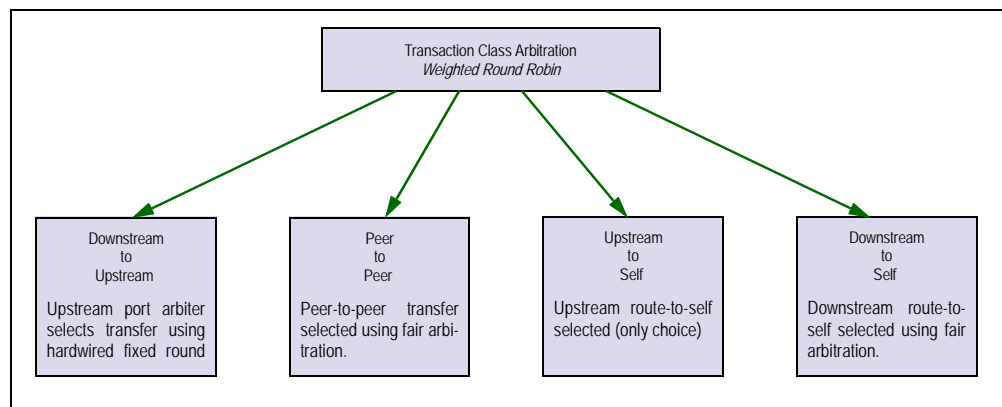 Transaction Class Arbitration
Weighted Round Robin
Downstream
to
Upstream
Upstream port arbiter
selects transfer using
hardwired fixed round
Peer
to
Peer
Peer-to-peer transfer
selected using fair arbi-
tration.
Upstream
to
Self
Upstream route-to-self
selected (only choice)
Downstream
to
Self
Downstream route-to-
self selected using fair
arbitration.